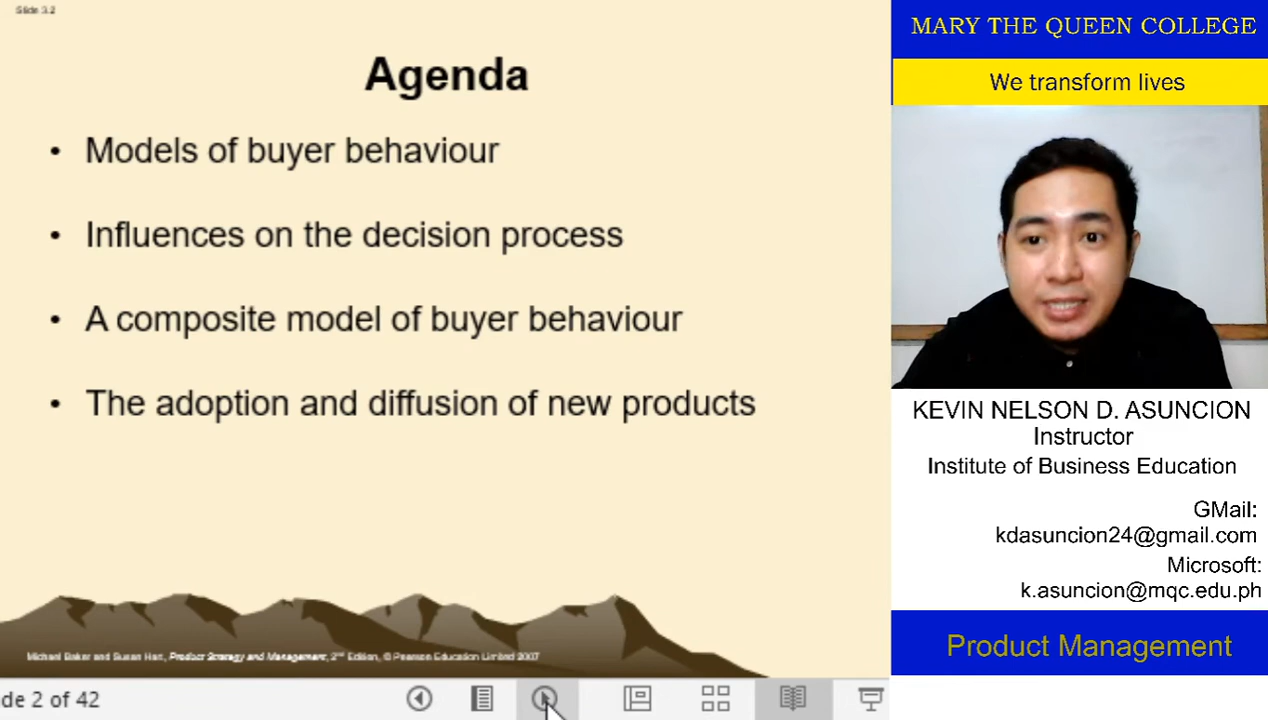 Slide 3.2
Agenda
• Models of buyer behaviour
• Influences on the decision process
• A composite model of buyer behaviour
• The adoption and diffusion of new products
Michael Baker and Susan Hart, Product Strategy and Management, 2nd Edition, © Pearson Education Limited 2007
de 2 of 42
MARY THE QUEEN COLLEGE
We transform lives
KEVIN NELSON D. ASUNCION
Instructor
Institute of Business Education
GMail:
kdasuncion24@gmail.com
Microsoft:
k.asuncion@mqc.edu.ph
Product Management